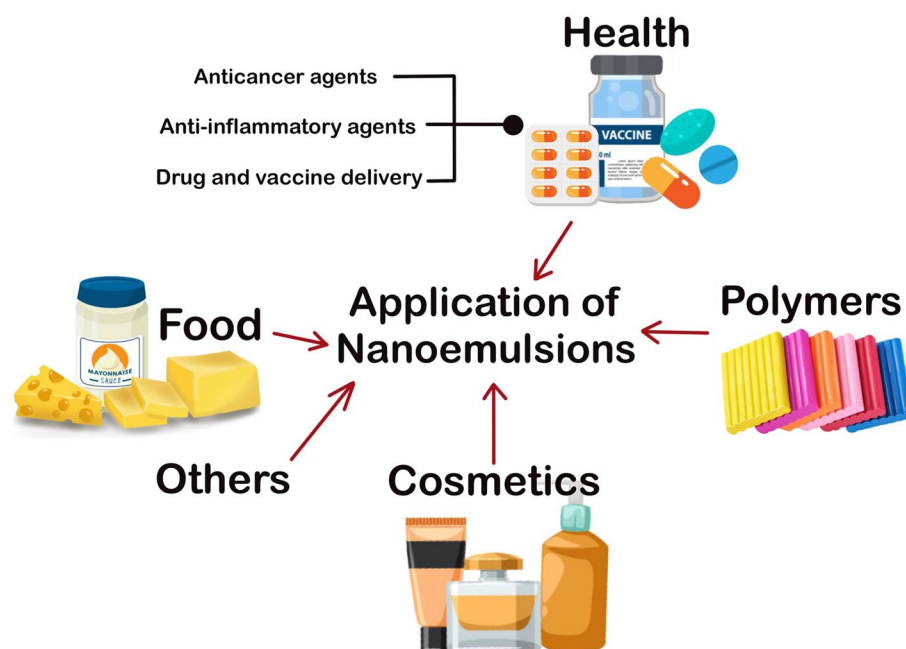 Health
Anticancer agents
Anti-inflammatory agents
Drug and vaccine delivery
VACCINE
Application of
Nanoemulsions
Food
MAYONNAISE
SAUCE
Polymers
Others
Cosmetics